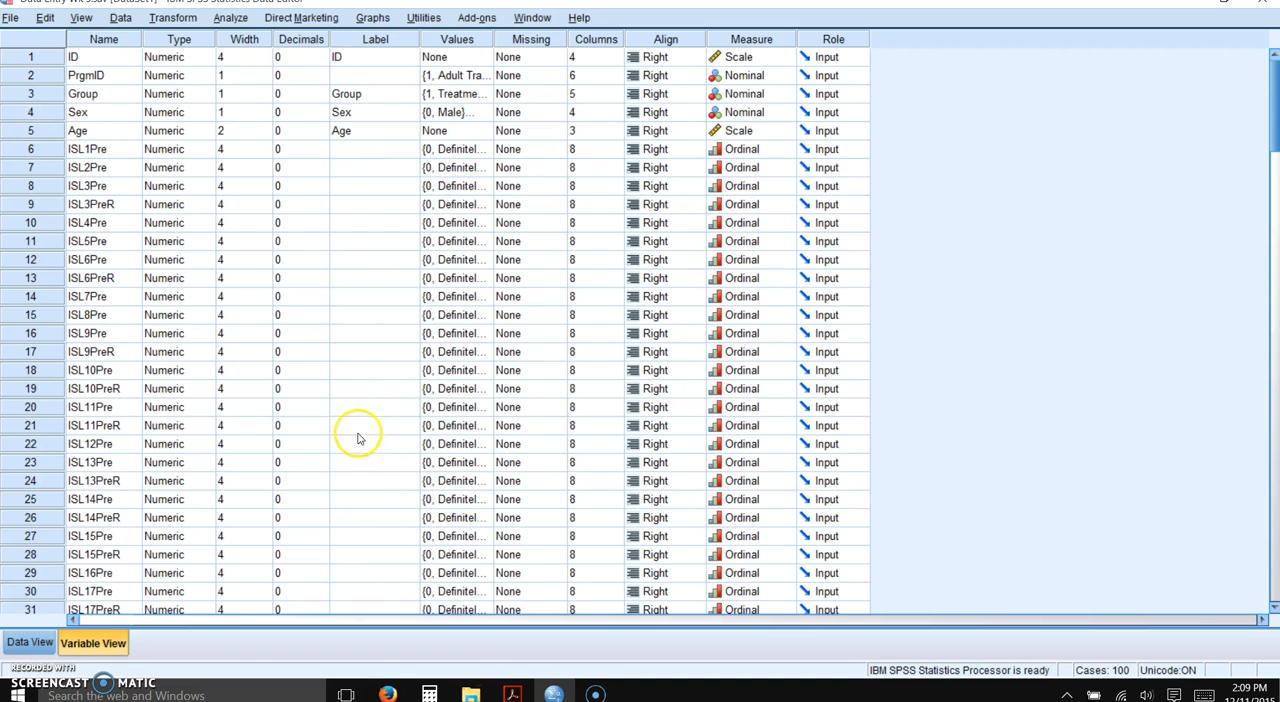 File Edit View Data Transform Analyze Direct Marketing Graphs Utilities Add-ons Window Help
Name Type Width Decimals Label Values Missing Columns Align Measure Role
1 ID Numeric 4 0 ID None None 4 Right Scale Input
2 PrgmID Numeric 1 0 {1, Adult Tra... None 6 Right Nominal Input
3 Group Numeric 1 0 Group {1, Treatme... None 5 Right Nominal Input
4 Sex Numeric 1 0 Sex {0, Male}... None 4 Right Nominal Input
5 Age Numeric 2 0 Age None None 3 Right Scale Input
6 ISL1Pre Numeric 4 0 {0, Definitel... None 8 Right Ordinal Input
7 ISL2Pre Numeric 4 0 {0, Definitel... None 8 Right Ordinal Input
8 ISL3Pre Numeric 4 0 {0, Definitel... None 8 Right Ordinal Input
9 ISL3PreR Numeric 4 0 {0, Definitel... None 8 Right Ordinal Input
10 ISL4Pre Numeric 4 0 {0, Definitel... None 8 Right Ordinal Input
11 ISL5Pre Numeric 4 0 {0, Definitel... None 8 Right Ordinal Input
12 ISL6Pre Numeric 4 0 {0, Definitel... None 8 Right Ordinal Input
13 ISL6PreR Numeric 4 0 {0, Definitel... None 8 Right Ordinal Input
14 ISL7Pre Numeric 4 0 {0, Definitel... None 8 Right Ordinal Input
15 ISL8Pre Numeric 4 0 {0, Definitel... None 8 Right Ordinal Input
16 ISL9Pre Numeric 4 0 {0, Definitel... None 8 Right Ordinal Input
17 ISL9PreR Numeric 4 0 {0, Definitel... None 8 Right Ordinal Input
18 ISL10Pre Numeric 4 0 {0, Definitel... None 8 Right Ordinal Input
19 ISL10PreR Numeric 4 0 {0, Definitel... None 8 Right Ordinal Input
20 ISL11Pre Numeric 4 0 {0, Definitel... None 8 Right Ordinal Input
21 ISL11PreR Numeric 4 0 {0, Definitel... None 8 Right Ordinal Input
22 ISL12Pre Numeric 4 0 {0, Definitel... None 8 Right Ordinal Input
23 ISL13Pre Numeric 4 0 {0, Definitel... None 8 Right Ordinal Input
24 ISL13PreR Numeric 4 0 {0, Definitel... None 8 Right Ordinal Input
25 ISL14Pre Numeric 4 0 {0, Definitel... None 8 Right Ordinal Input
26 ISL14PreR Numeric 4 0 {0, Definitel... None 8 Right Ordinal Input
27 ISL15Pre Numeric 4 0 {0, Definitel... None 8 Right Ordinal Input
28 ISL15PreR Numeric 4 0 {0, Definitel... None 8 Right Ordinal Input
29 ISL16Pre Numeric 4 0 {0, Definitel... None 8 Right Ordinal Input
30 ISL17Pre Numeric 4 0 {0, Definitel... None 8 Right Ordinal Input
31 ISL17PreR Numeric 4 0 {0, Definitel... None 8 Right Ordinal Input
Data View Variable View
IBM SPSS Statistics Processor is ready Cases: 100 Unicode:ON
RECORDED WITH
SCREENCAST MATIC
Search the web and Windows
2:09 PM
12/11/2015